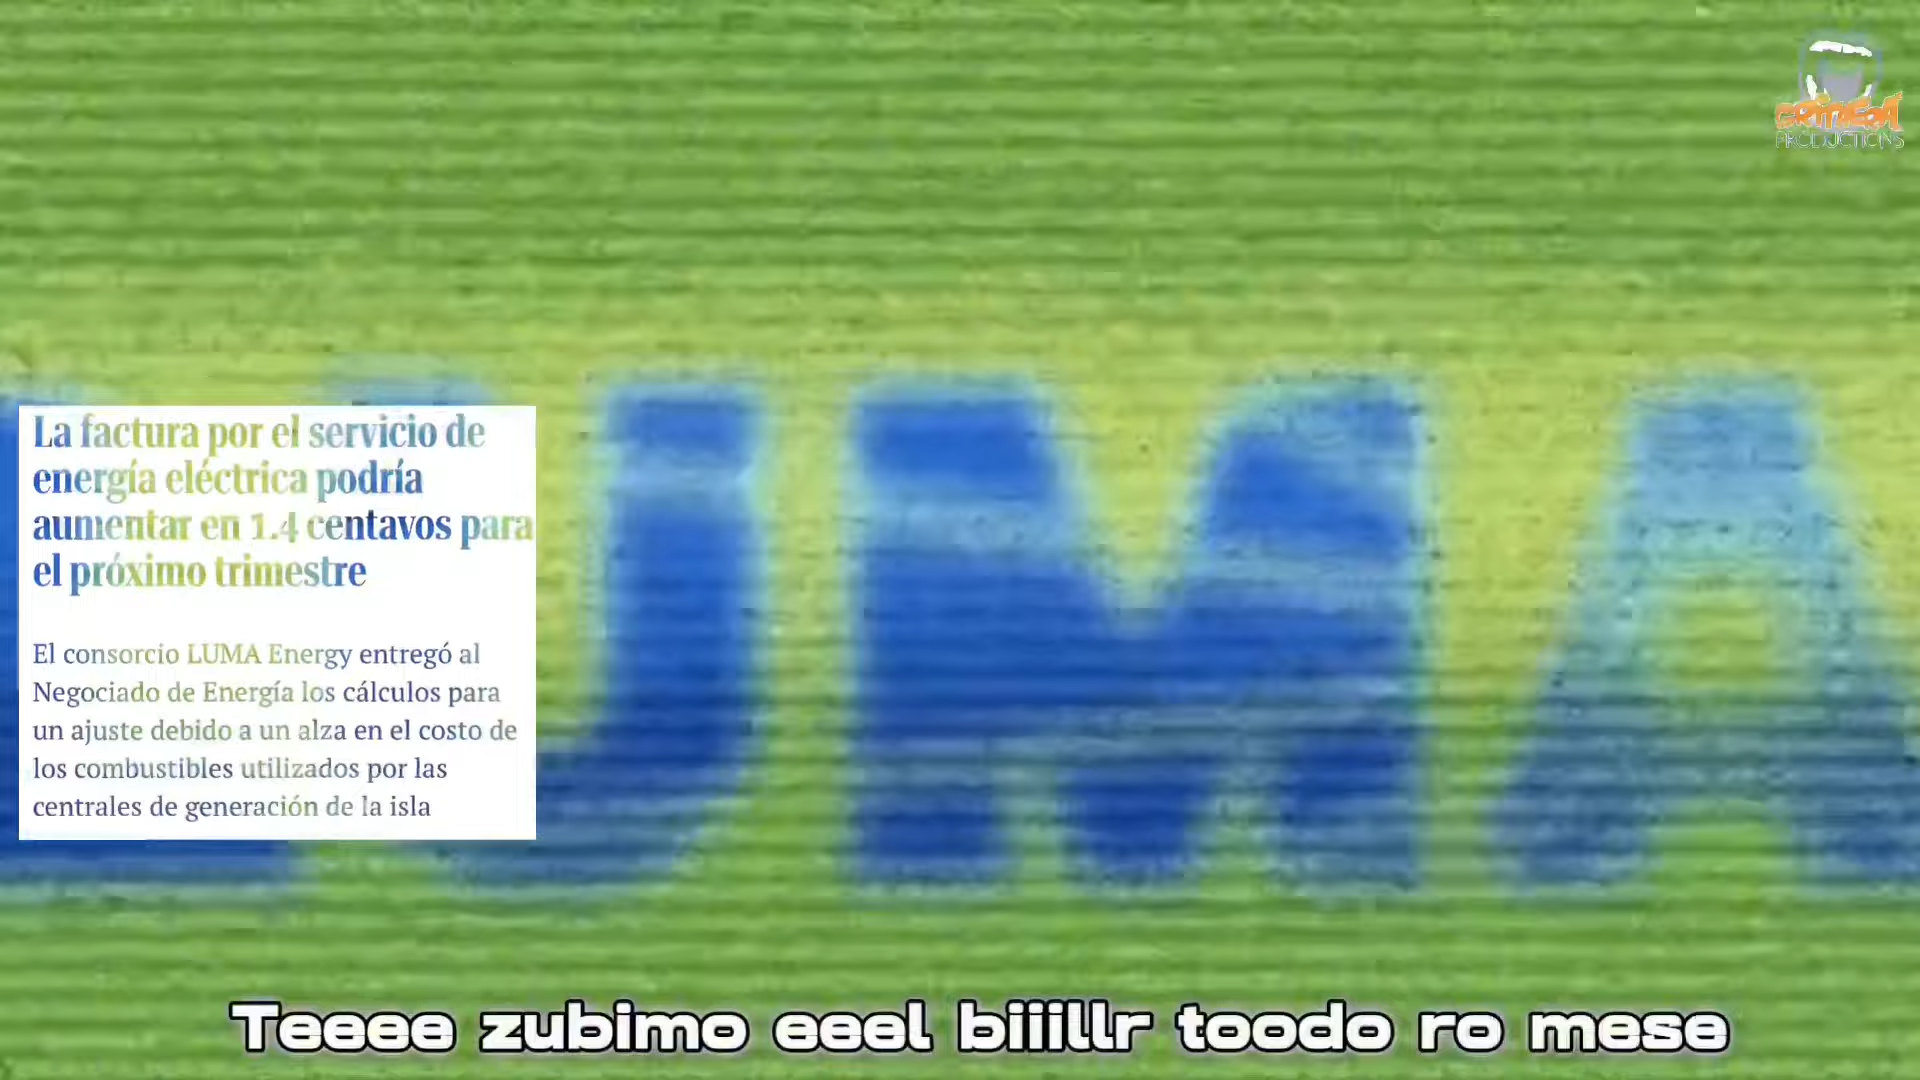 GRITAERA
PRODUCTIONS
LUMA
La factura por el servicio de
energía eléctrica podría
aumentar en 1.4 centavos para
el próximo trimestre
El consorcio LUMA Energy entregó al
Negociado de Energía los cálculos para
un ajuste debido a un alza en el costo de
los combustibles utilizados por las
centrales de generación de la isla
Teeee zubimo eeel biiillr toodo ro mese